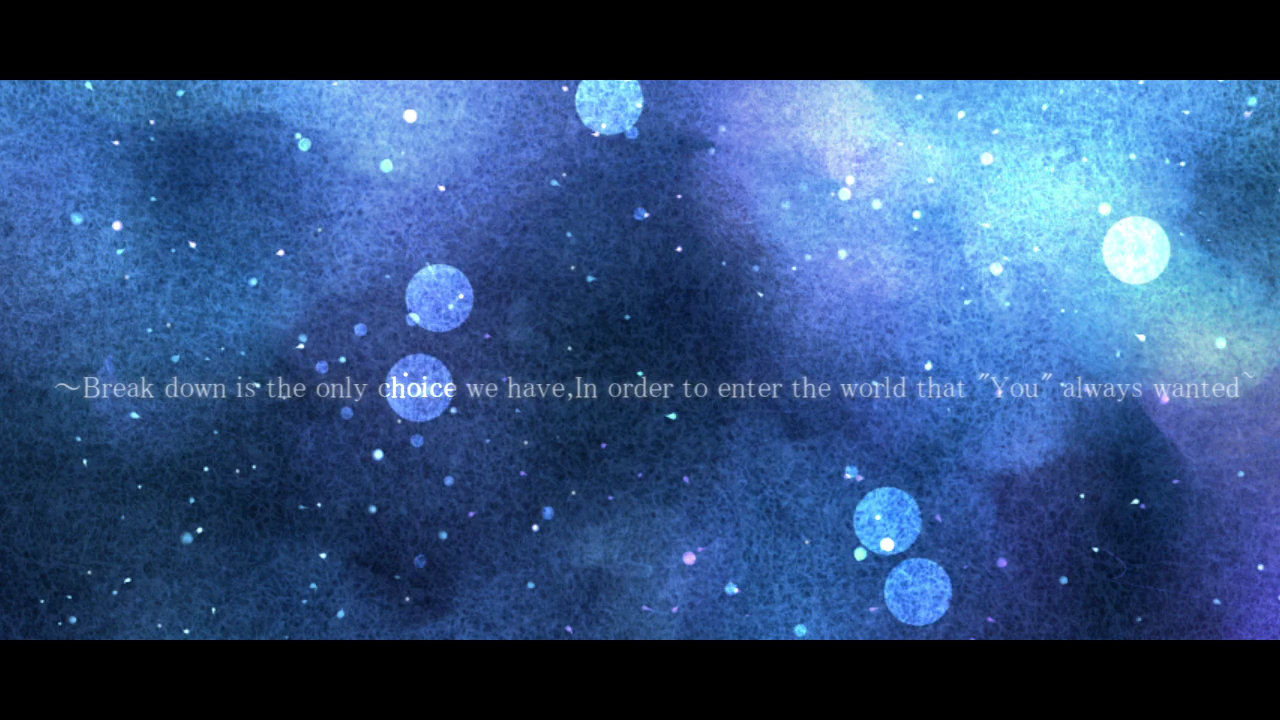 ～Break down is the only choice we have,In order to enter the world that "You" always wanted~